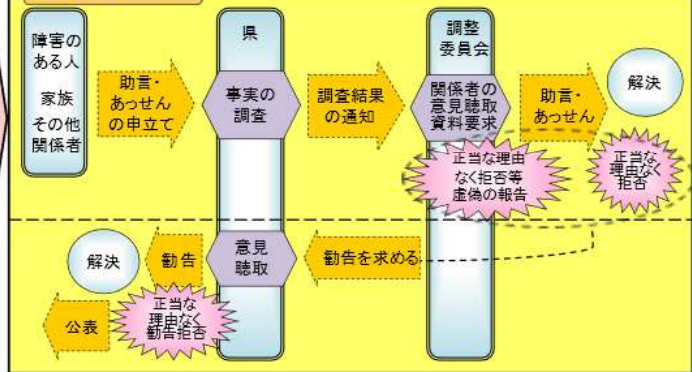 障害の
ある人
家族
その他
関係者
助言・
あっせん
の申立て
県
事実の
調査
調査結果
の通知
調整
委員会
関係者の
意見聴取
資料要求
助言・
あっせん
解決
正当な理由
なく拒否等
虚偽の報告
正当な
理由なく
拒否
勧告を求める
意見
聴取
勧告
解決
正当な
理由なく
勧告拒否
公表